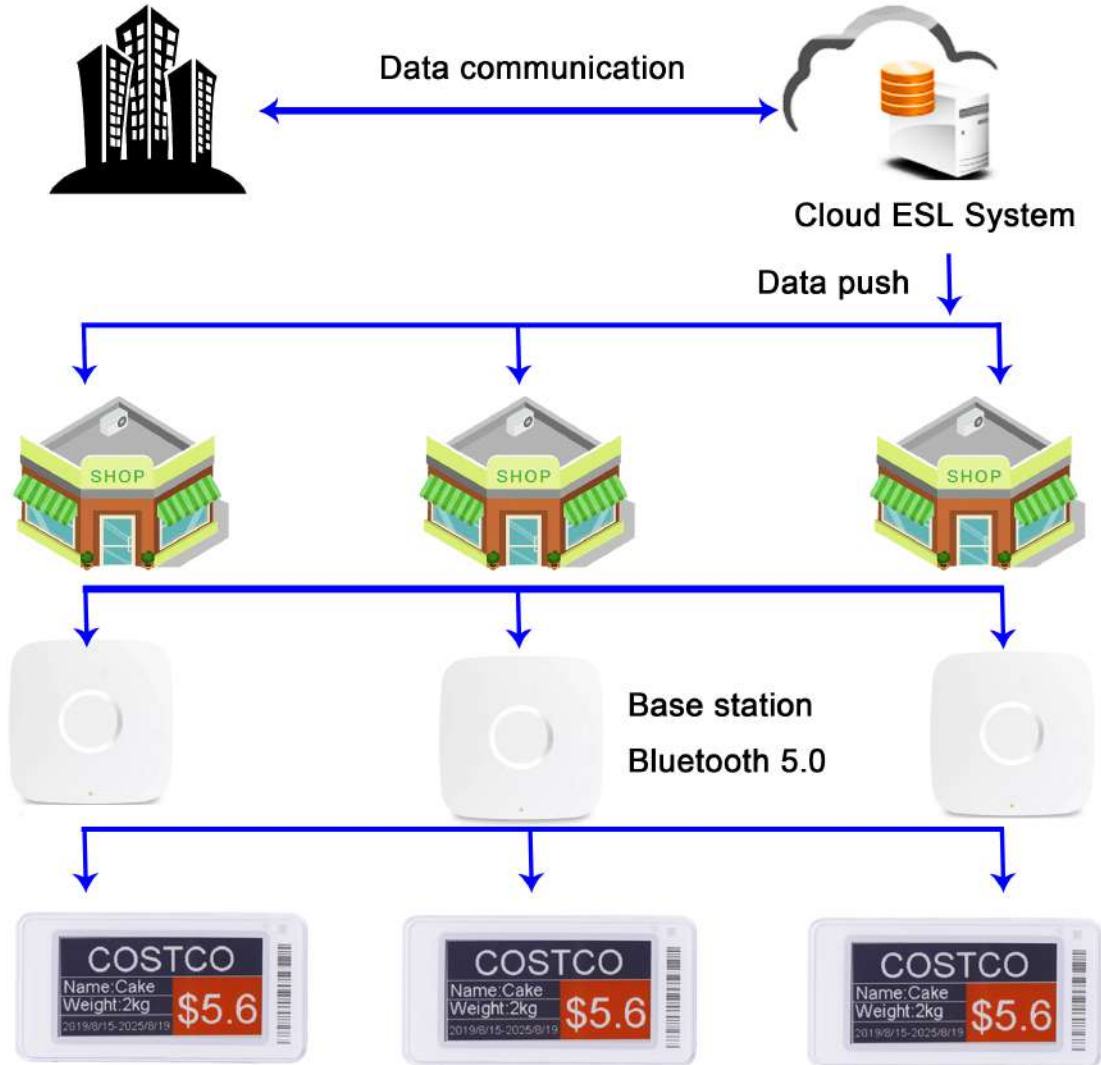 Data communication
Cloud ESL System
Data push
SHOP
SHOP
SHOP
Base station
Bluetooth 5.0
COSTCO
Name:Cake
Weight:2kg
2019/8/15-2025/8/19
$5.6
COSTCO
Name:Cake
Weight:2kg
2019/8/15-2025/8/19
$5.6
COSTCO
Name:Cake
Weight:2kg
2019/8/15-2025/8/19
$5.6